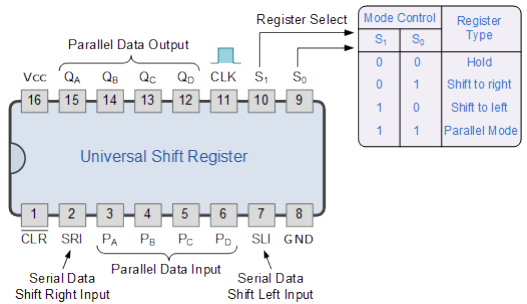 Register Select
Mode Control
Register
Type
S1
S0
0 0 Hold
0 1 Shift to right
1 0 Shift to left
1 1 Parallel Mode
Parallel Data Output
Vcc QA QB QC QD CLK S1 S0
16 15 14 13 12 11 10 9
Universal Shift Register
1 2 3 4 5 6 7 8
CLR SRI PA PB PC PD SLI GND
Serial Data
Shift Right Input
Parallel Data Input
Serial Data
Shift Left Input